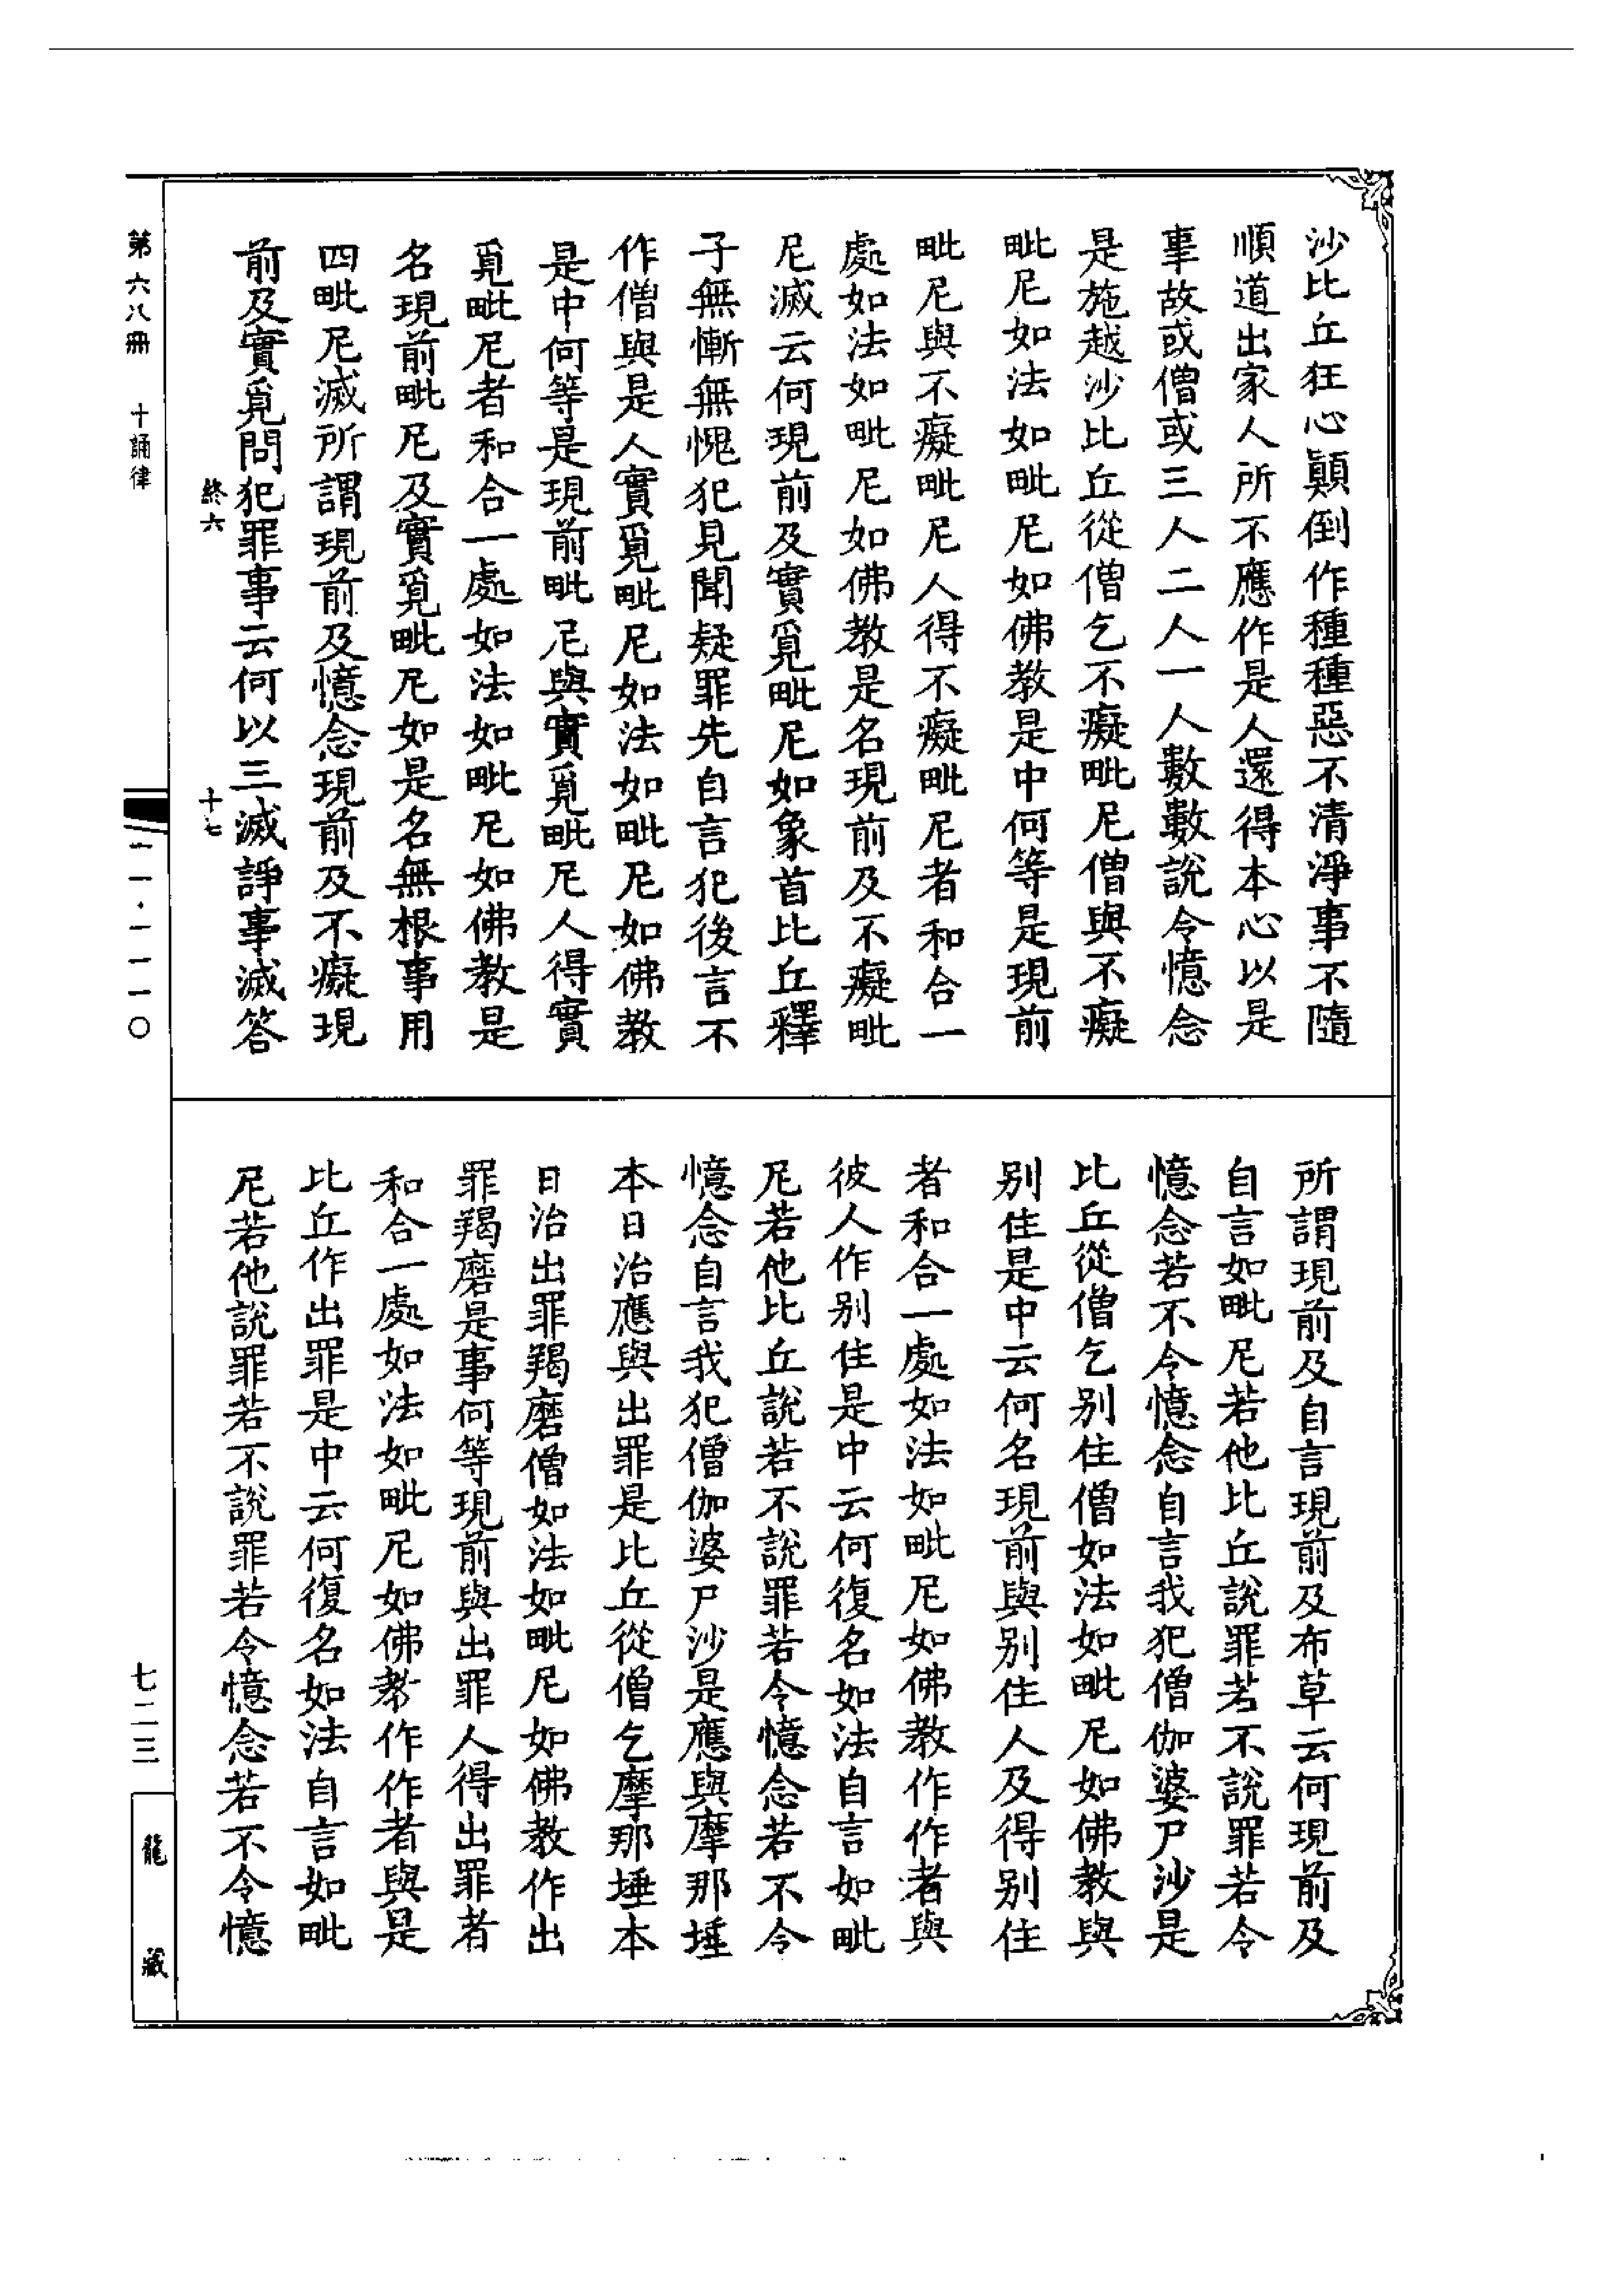 沙比丘狂心顛倒作種種惡不清淨事不隨
順道出家人所不應作是人還得本心以是
事故或僧或三人二人一人數數說令憶念
是施越沙比丘從僧乞不癡毗尼僧與不癡
毗尼如法如毗尼如佛教是中何等是現前
毗尼與不癡毗尼人得不癡毗尼者和合一
處如法如毗尼如佛教是名現前及不癡毗
尼滅云何現前及實覓毗尼如象首比丘釋
子無慚無愧犯見聞疑罪先自言犯後言不
作僧與是人實覓毗尼如法如毗尼如佛教
是中何等是現前毗尼與實覓毗尼人得實
覓毗尼者和合一處如法如毗尼如佛教是
名現前毗尼及實覓毗尼如是名無根事用
四毗尼滅所謂現前及憶念現前及不癡現
前及實覓問犯罪事云何以三滅諍事滅答
終六 十七
所謂現前及自言現前及布草云何現前及
自言如毗尼若他比丘說罪若不說罪若令
憶念若不令憶念自言我犯僧伽婆尸沙是
比丘從僧乞別住僧如法如毗尼如佛教與
別住是中云何名現前與別住人及得別住
者和合一處如法如毗尼如佛教作作者與
彼人作別住是中云何復名如法自言如毗
尼若他比丘說若不說罪若令憶念若不令
憶念自言我犯僧伽婆尸沙是應與摩那埵
本日治應與出罪是比丘從僧乞摩那埵本
日治出罪羯磨僧如法如毗尼如佛教作出
罪羯磨是事何等現前與出罪人得出罪者
和合一處如法如毗尼如佛教作作者與是
比丘作出罪是中云何復名如法自言如毗
尼若他說罪若不說罪若令憶念若不令憶
第六八冊 十誦律
一一·一一一〇
七二三
龍藏